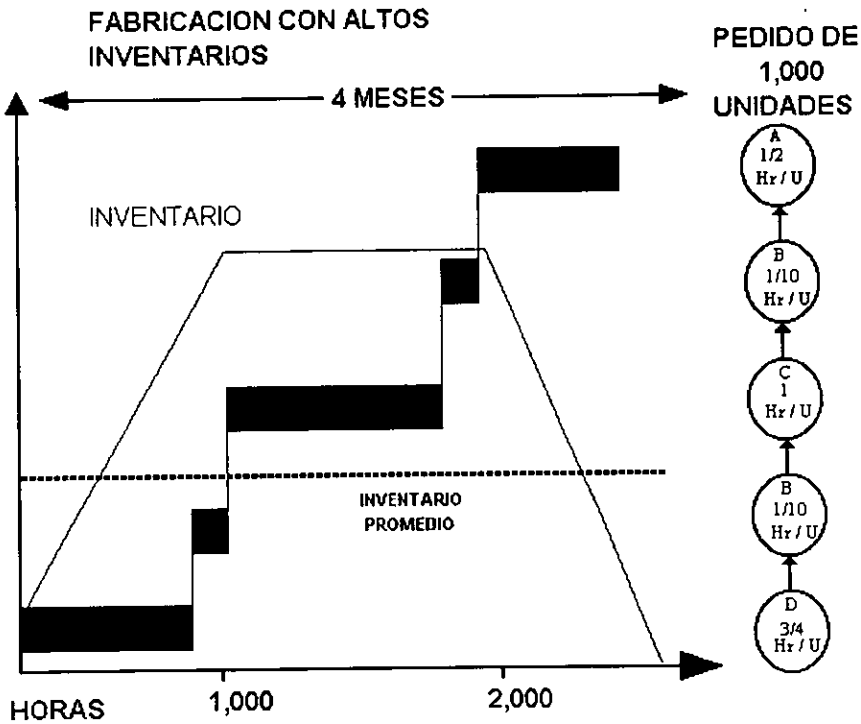 FABRICACION CON ALTOS
INVENTARIOS
PEDIDO DE
1,000
UNIDADES
4 MESES
A
1/2
Hr / U
INVENTARIO
B
1/10
Hr / U
C
1
Hr / U
INVENTARIO
PROMEDIO
B
1/10
Hr / U
D
3/4
Hr / U
HORAS
1,000
2,000